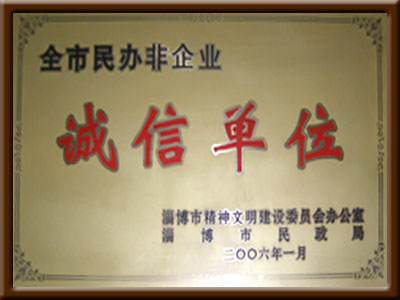 全市民办非企业
诚信单位
淄博市精神文明建设委员会办公室
淄博市民政局
二〇〇六年一月